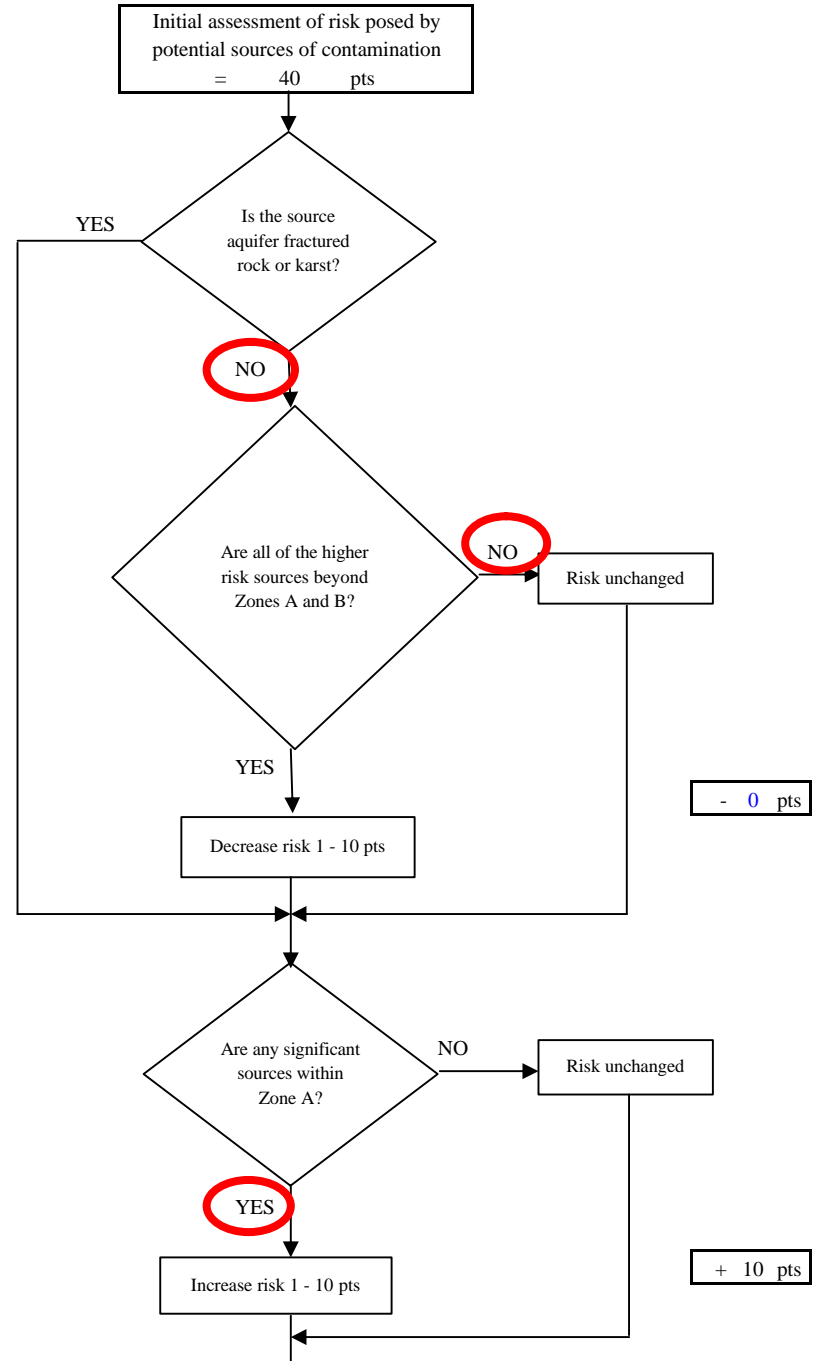 Initial assessment of risk posed by
potential sources of contamination
= 40 pts
YES
Is the source
aquifer fractured
rock or karst?
NO
Are all of the higher
risk sources beyond
Zones A and B?
NO
Risk unchanged
YES
- 0 pts
Decrease risk 1 - 10 pts
Are any significant
sources within
Zone A?
NO
Risk unchanged
YES
+ 10 pts
Increase risk 1 - 10 pts